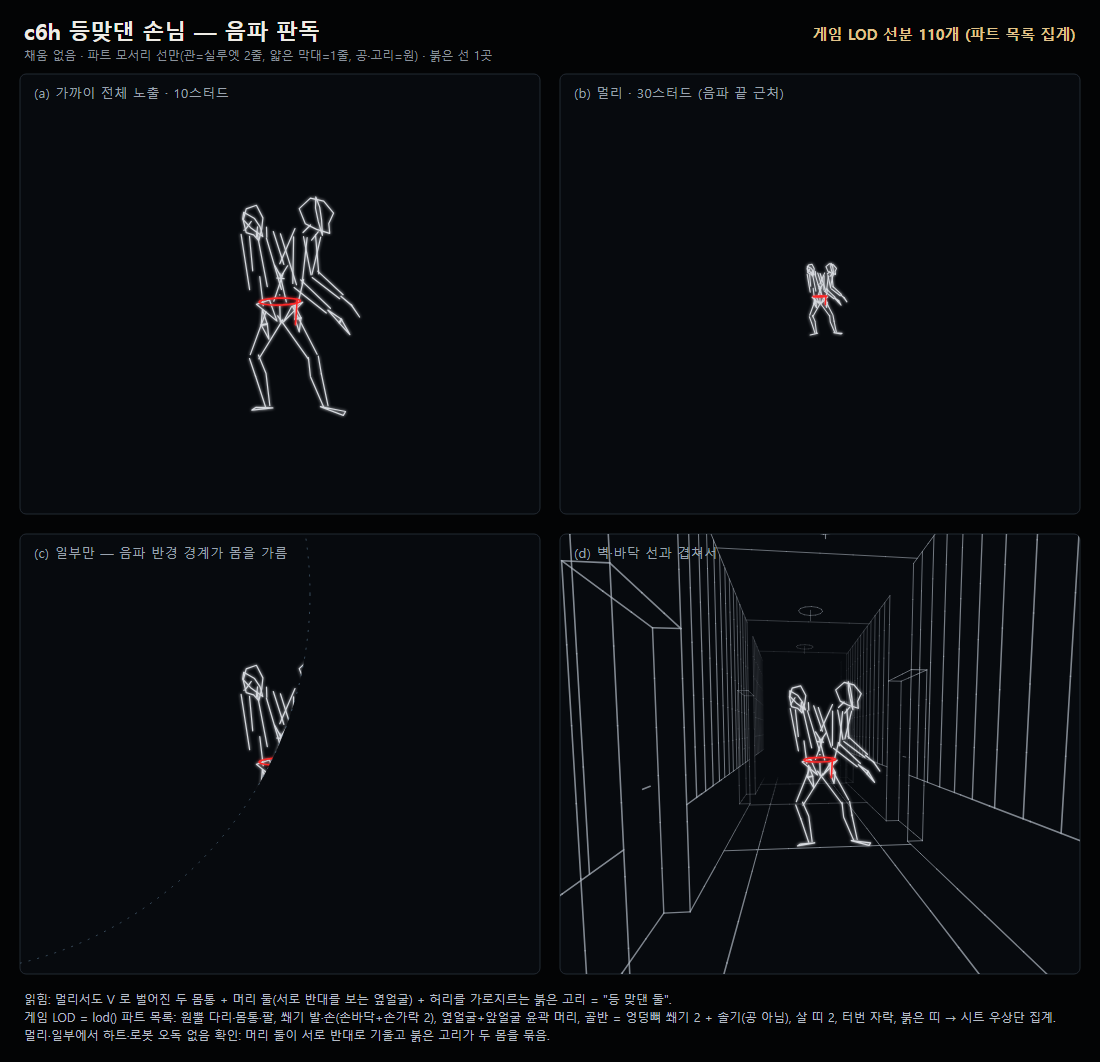 c6h 등맞댄 손님 — 음파 판독
게임 LOD 선분 110개 (파트 목록 집계)
채움 없음 · 파트 모서리 선만(관=실루엣 2줄, 얇은 막대=1줄, 공·고리=원) · 붉은 선 1곳
(a) 가까이 전체 노출 · 10스터드
(b) 멀리 · 30스터드 (음파 끝 근처)
(c) 일부만 — 음파 반경 경계가 몸을 가름
(d) 벽·바닥 선과 겹쳐서
읽힘: 멀리서도 V 로 벌어진 두 몸통 + 머리 둘(서로 반대를 보는 옆얼굴) + 허리를 가로지르는 붉은 고리 = "등 맞댄 둘".
게임 LOD = lod() 파트 목록: 원뿔 다리·몸통·팔, 쐐기 발·손(손바닥+손가락 2), 옆얼굴+앞얼굴 윤곽 머리, 골반 = 엉덩뼈 쐐기 2 + 솔기(공 아님), 살 띠 2, 터번 자락, 붉은 띠 → 시트 우상단 집계.
멀리·일부에서 하트·로봇 오독 없음 확인: 머리 둘이 서로 반대로 기울고 붉은 고리가 두 몸을 묶음.